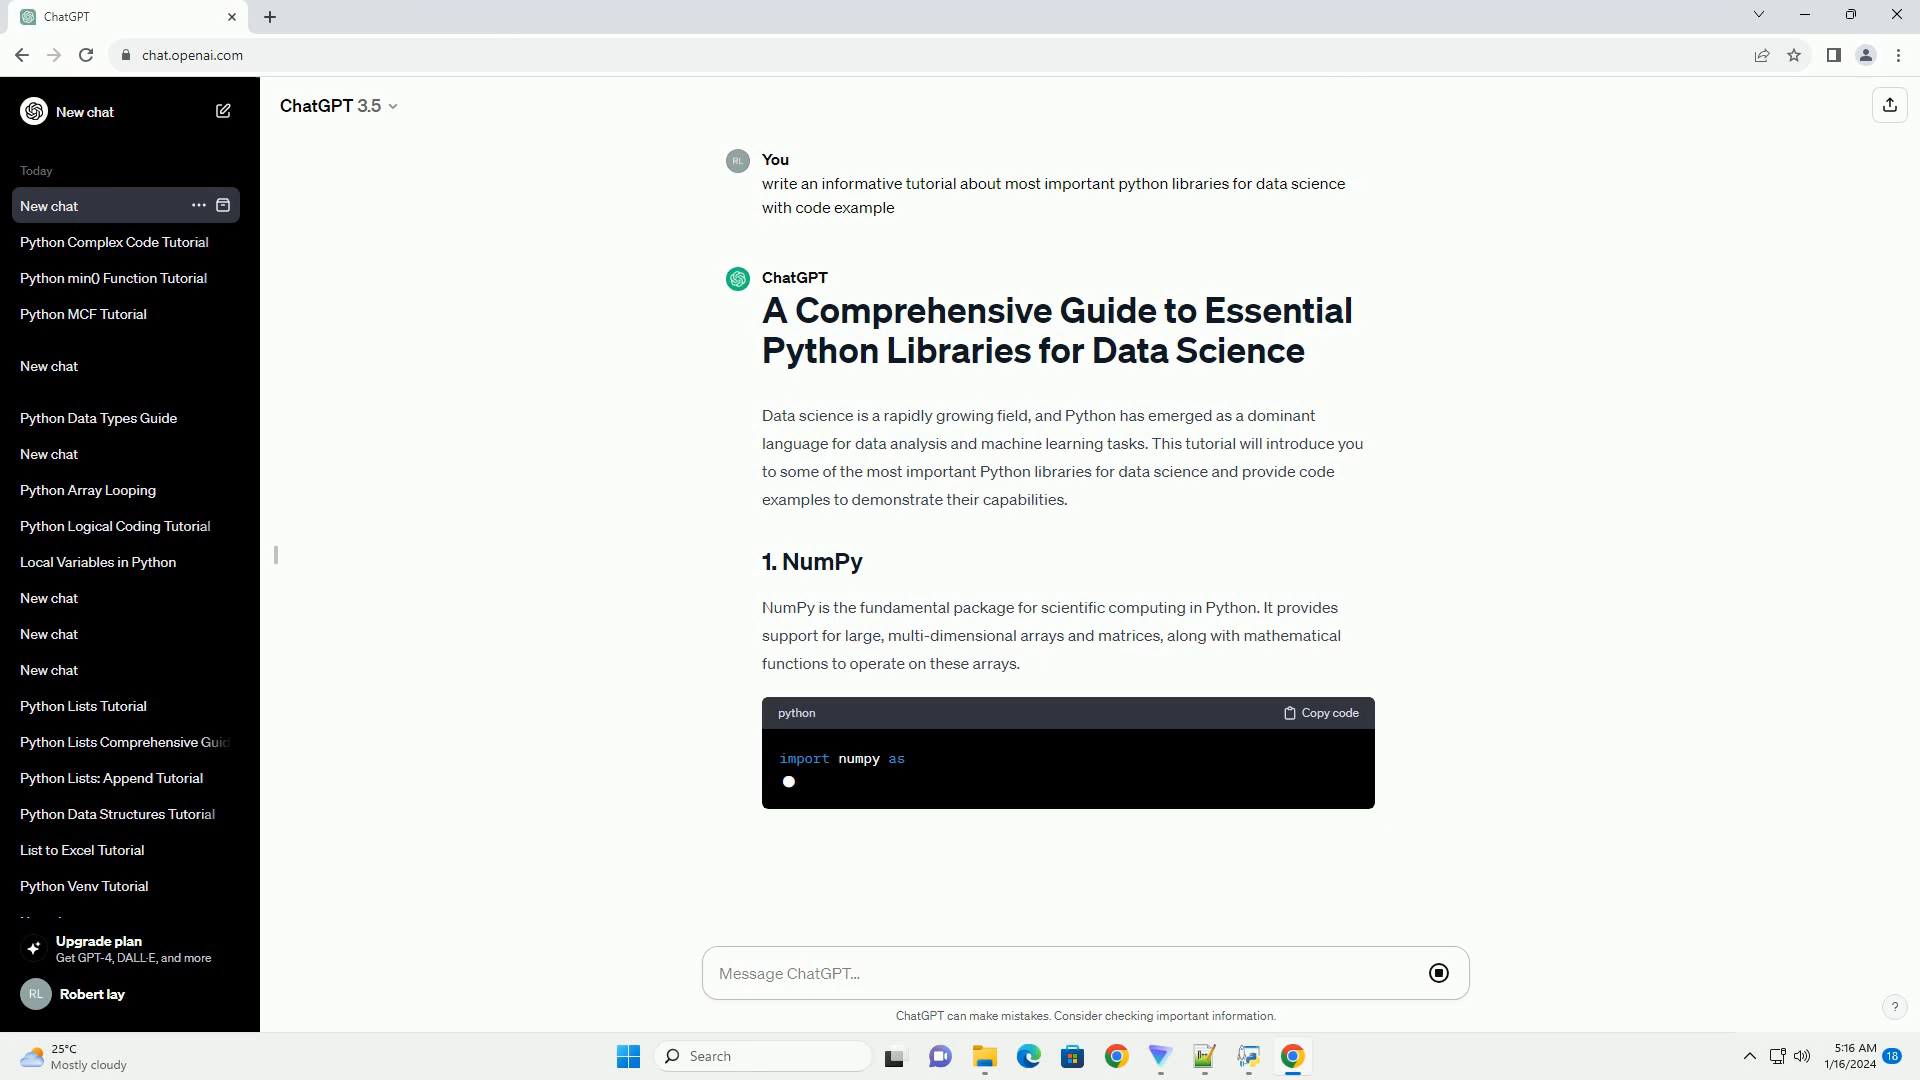 ChatGPT
chat.openai.com
New chat
Today
New chat
Python Complex Code Tutorial
Python min() Function Tutorial
Python MCF Tutorial
New chat
Python Data Types Guide
New chat
Python Array Looping
Python Logical Coding Tutorial
Local Variables in Python
New chat
New chat
New chat
Python Lists Tutorial
Python Lists Comprehensive Guid
Python Lists: Append Tutorial
Python Data Structures Tutorial
List to Excel Tutorial
Python Venv Tutorial
Upgrade plan
Get GPT-4, DALL·E, and more
RL
Robert lay
ChatGPT 3.5
RL
You
write an informative tutorial about most important python libraries for data science
with code example
ChatGPT
A Comprehensive Guide to Essential
Python Libraries for Data Science
Data science is a rapidly growing field, and Python has emerged as a dominant
language for data analysis and machine learning tasks. This tutorial will introduce you
to some of the most important Python libraries for data science and provide code
examples to demonstrate their capabilities.
1. NumPy
NumPy is the fundamental package for scientific computing in Python. It provides
support for large, multi-dimensional arrays and matrices, along with mathematical
functions to operate on these arrays.
python
Copy code
import numpy as
Message ChatGPT...
ChatGPT can make mistakes. Consider checking important information.
?
25°C
Mostly cloudy
Search
5:16 AM
1/16/2024
18